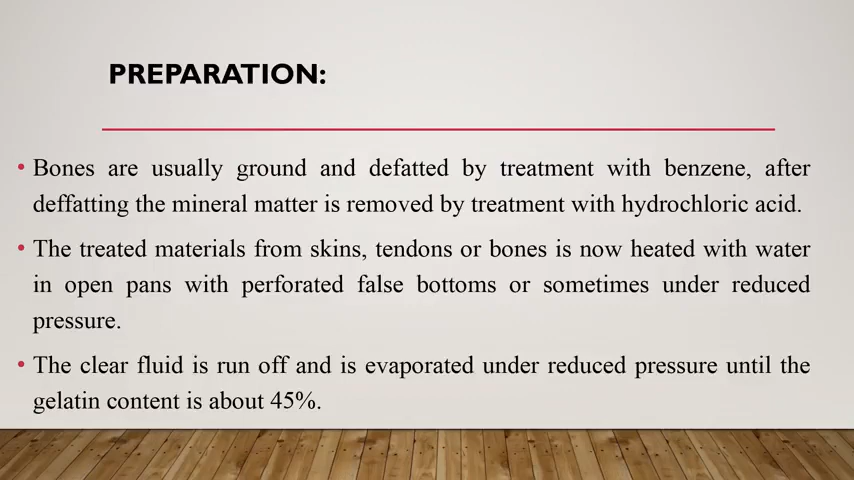 PREPARATION:
• Bones are usually ground and defatted by treatment with benzene, after
deffatting the mineral matter is removed by treatment with hydrochloric acid.
• The treated materials from skins, tendons or bones is now heated with water
in open pans with perforated false bottoms or sometimes under reduced
pressure.
• The clear fluid is run off and is evaporated under reduced pressure until the
gelatin content is about 45%.